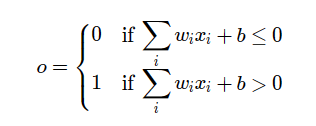 o = { 0 if ∑_i w_i x_i + b ≤ 0
1 if ∑_i w_i x_i + b > 0